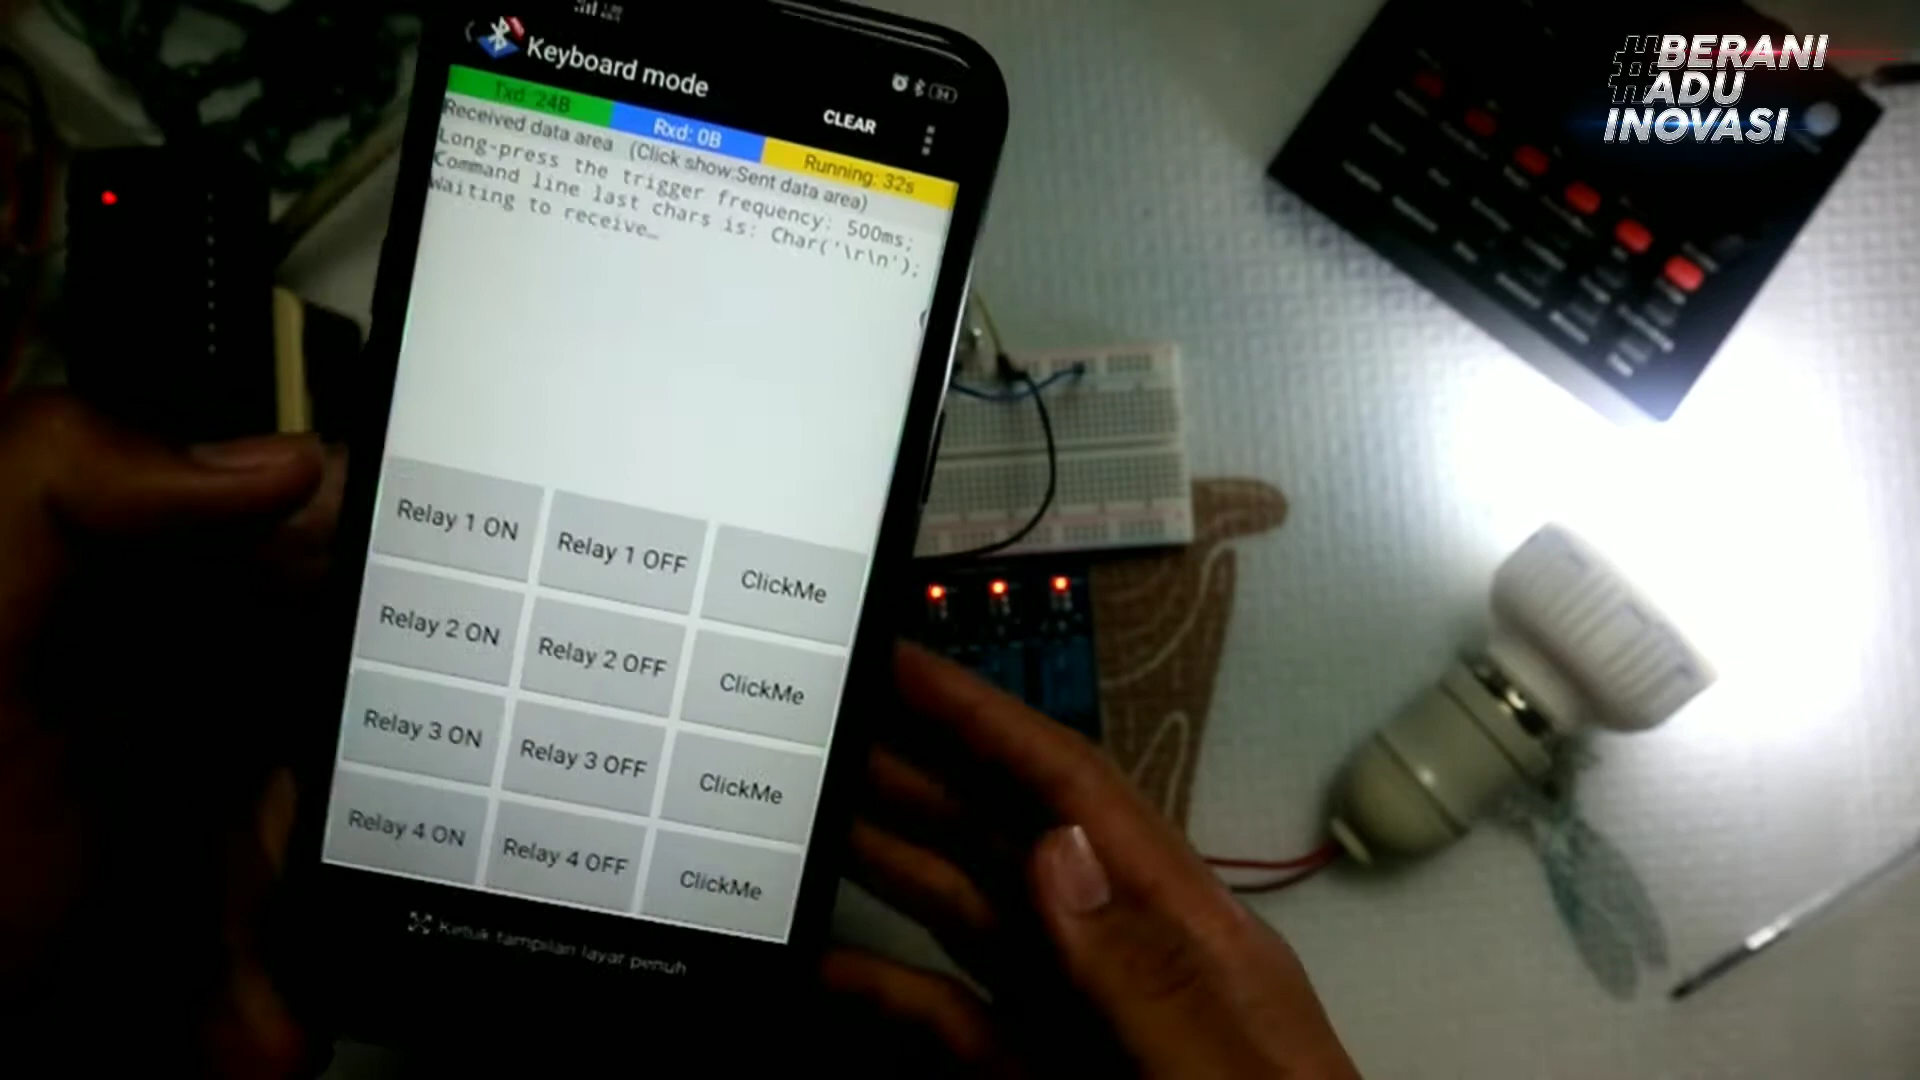 #BERANI
#ADU
INOVASI
Keyboard mode
CLEAR
34
Txd: 24B
Rxd: 0B
Running: 32s
Received data area (Click show:Sent data area)
Long-press the trigger frequency: 500ms;
Command line last chars is: Char('\r\n');
Waiting to receive…
Relay 1 ON
Relay 1 OFF
ClickMe
Relay 2 ON
Relay 2 OFF
ClickMe
Relay 3 ON
Relay 3 OFF
ClickMe
Relay 4 ON
Relay 4 OFF
ClickMe
Ketuk tampilan layar penuh